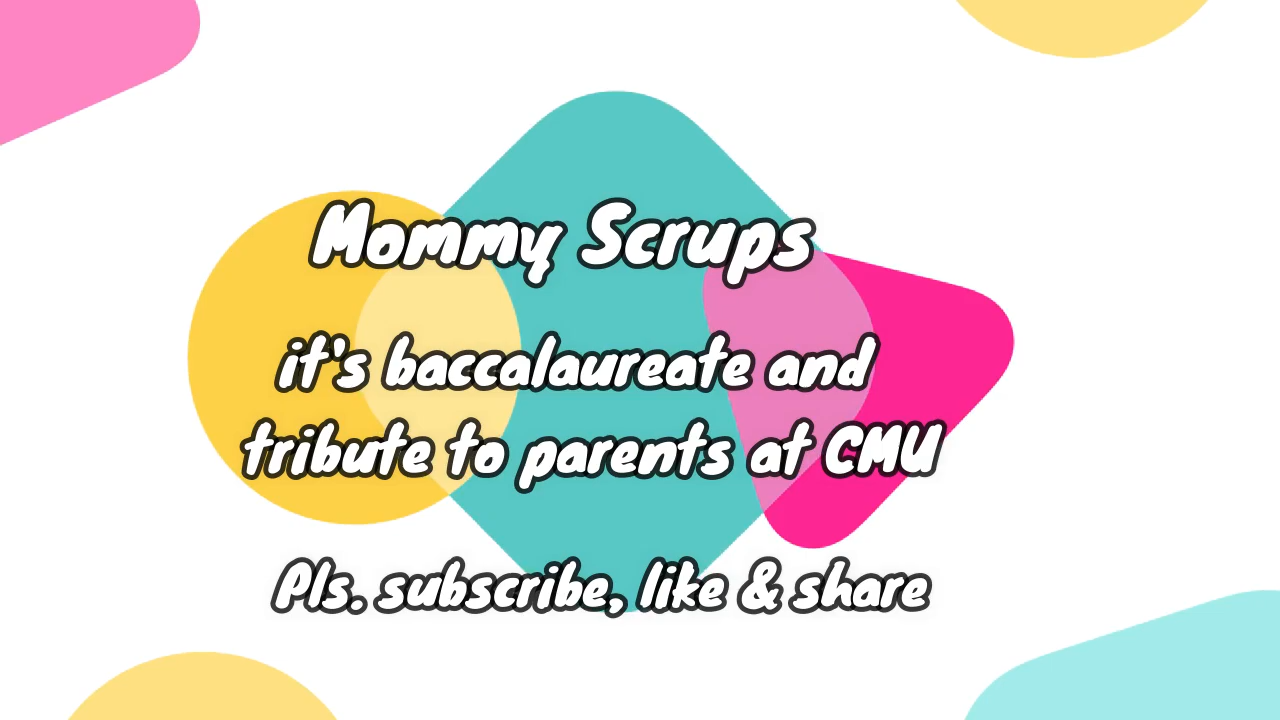 Mommy Scrups
it's baccalaureate and
tribute to parents at CMU
Pls. subscribe, like & share